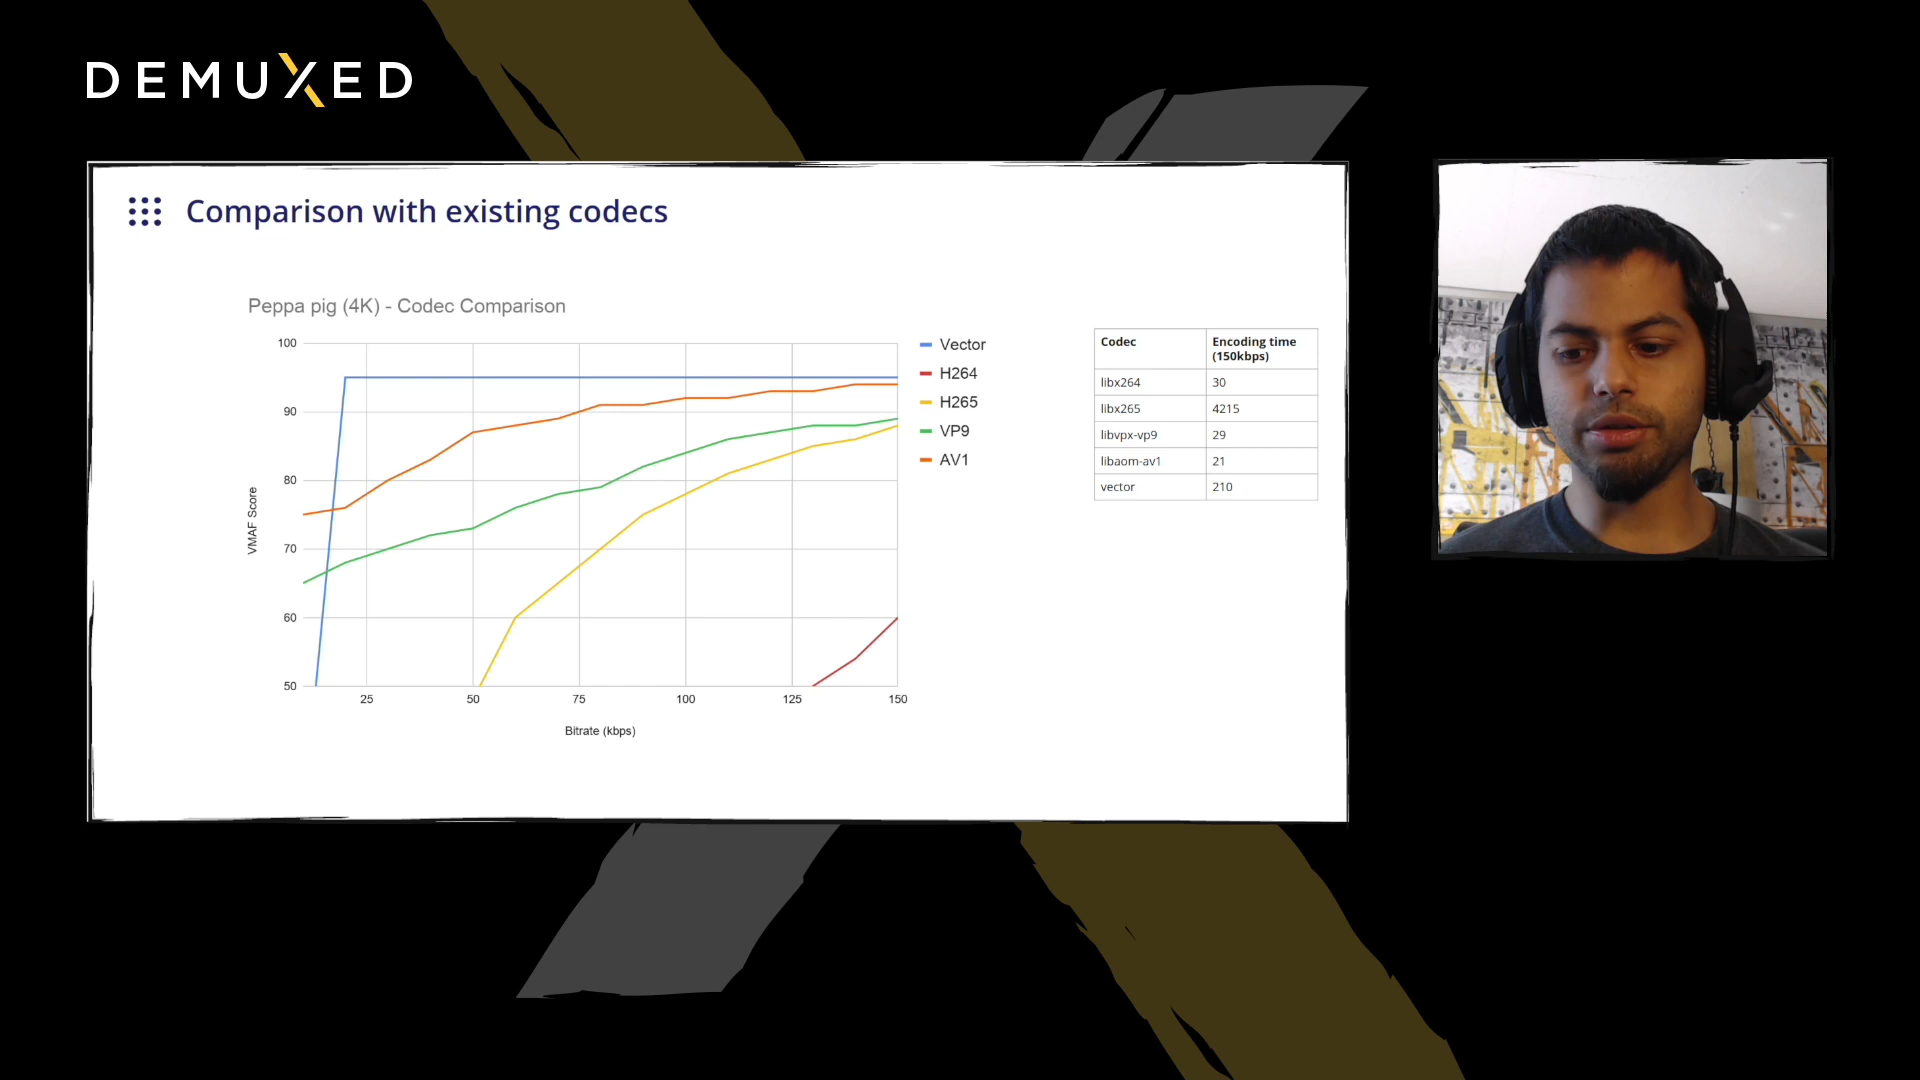 DEMUXED
Comparison with existing codecs
Peppa pig (4K) - Codec Comparison
100
90
80
70
60
50
VMAF Score
25 50 75 100 125 150
Bitrate (kbps)
Vector
H264
H265
VP9
AV1
Codec Encoding time
(150kbps)
libx264 30
libx265 4215
libvpx-vp9 29
libaom-av1 21
vector 210